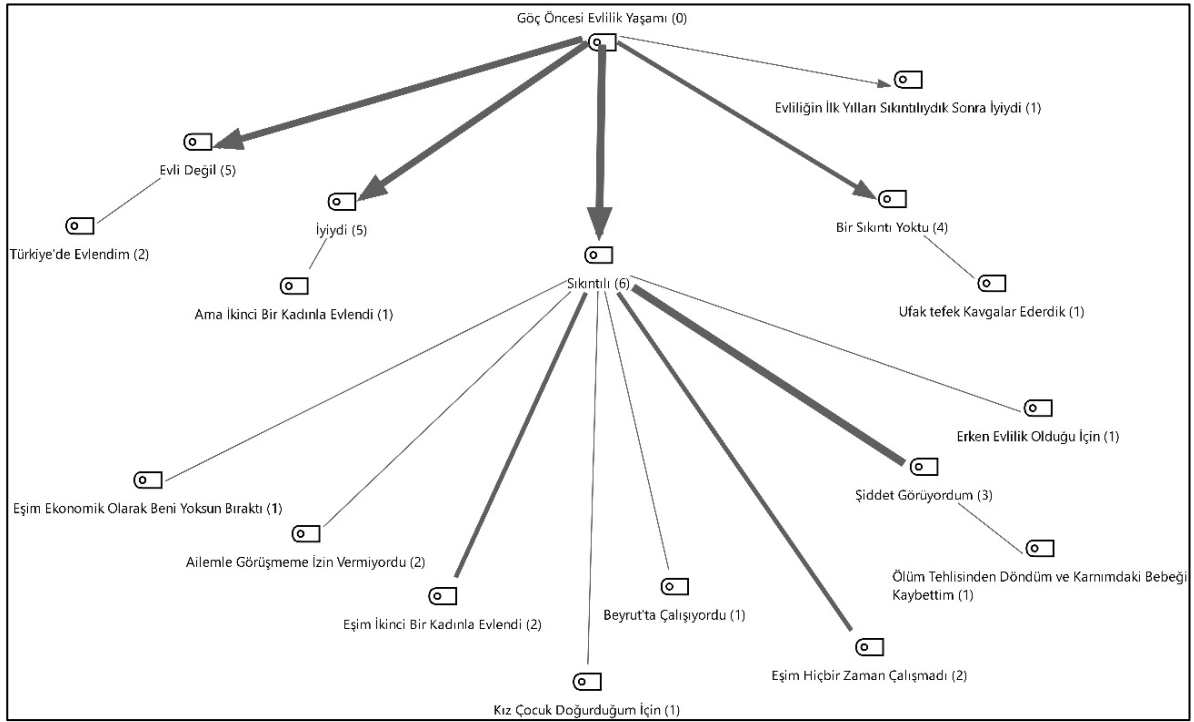 Göç Öncesi Evlilik Yaşamı (0)
Evliliğin İlk Yılları Sıkıntılıydık Sonra İyiydi (1)
Evli Değil (5)
İyiydi (5)
Bir Sıkıntı Yoktu (4)
Türkiye'de Evlendim (2)
Sıkıntılı (6)
Ama İkinci Bir Kadınla Evlendi (1)
Ufak tefek Kavgalar Ederdik (1)
Erken Evlilik Olduğu İçin (1)
Eşim Ekonomik Olarak Beni Yoksun Bıraktı (1)
Şiddet Görüyordum (3)
Ailemle Görüşmeme İzin Vermiyordu (2)
Ölüm Tehlisinden Döndüm ve Karnımdaki Bebeği
Kaybettim (1)
Eşim İkinci Bir Kadınla Evlendi (2)
Beyrut'ta Çalışıyordu (1)
Eşim Hiçbir Zaman Çalışmadı (2)
Kız Çocuk Doğurduğum İçin (1)